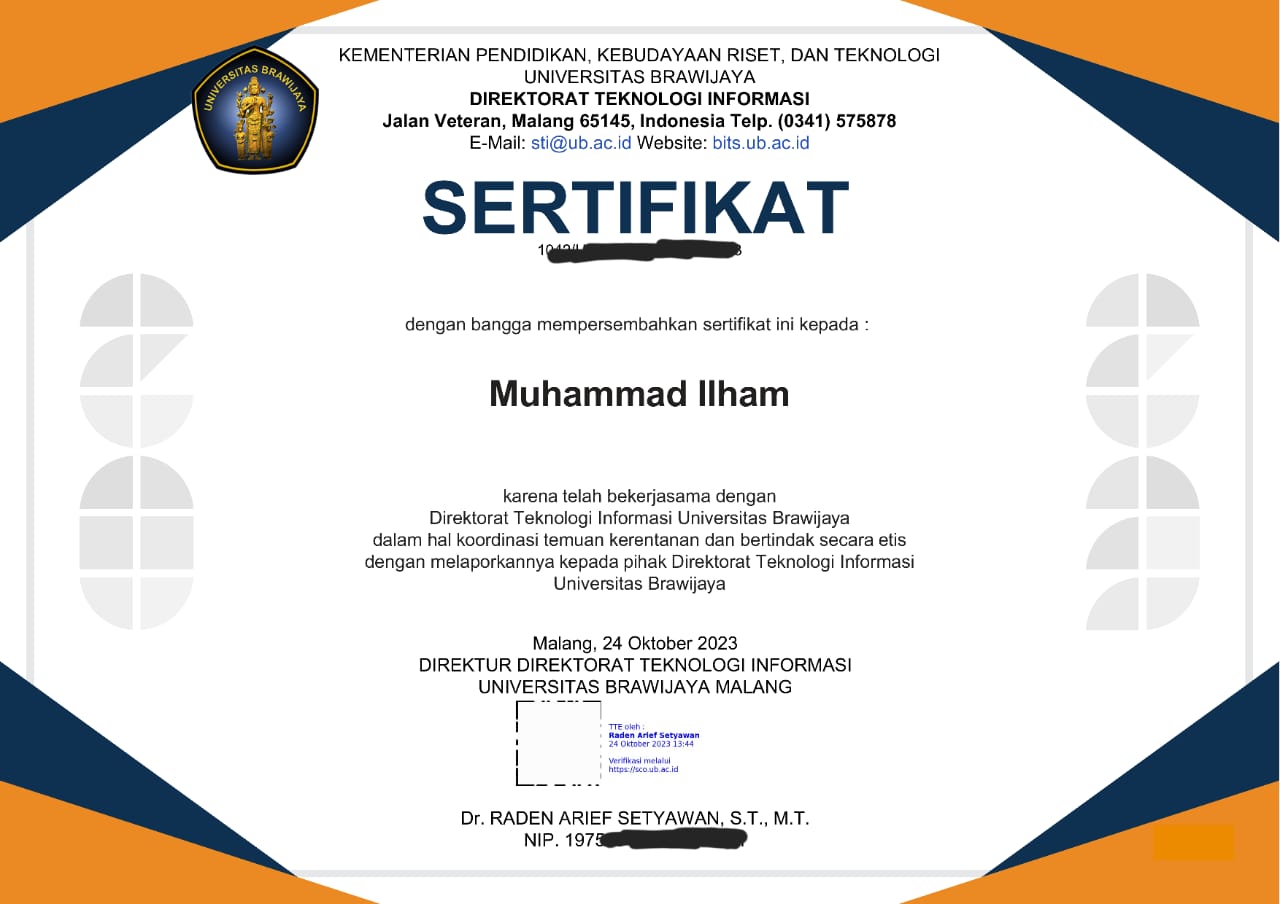 UNIVERSITAS BRAWIJAYA
KEMENTERIAN PENDIDIKAN, KEBUDAYAAN RISET, DAN TEKNOLOGI
UNIVERSITAS BRAWIJAYA
DIREKTORAT TEKNOLOGI INFORMASI
Jalan Veteran, Malang 65145, Indonesia Telp. (0341) 575878
E-Mail: sti@ub.ac.id Website: bits.ub.ac.id
SERTIFIKAT
dengan bangga mempersembahkan sertifikat ini kepada :
Muhammad Ilham
karena telah bekerjasama dengan
Direktorat Teknologi Informasi Universitas Brawijaya
dalam hal koordinasi temuan kerentanan dan bertindak secara etis
dengan melaporkannya kepada pihak Direktorat Teknologi Informasi
Universitas Brawijaya
Malang, 24 Oktober 2023
DIREKTUR DIREKTORAT TEKNOLOGI INFORMASI
UNIVERSITAS BRAWIJAYA MALANG
TTE oleh :
Raden Arief Setyawan
24 Oktober 2023 13:44
Verifikasi melalui
https://sco.ub.ac.id
Dr. RADEN ARIEF SETYAWAN, S.T., M.T.
NIP. 1975